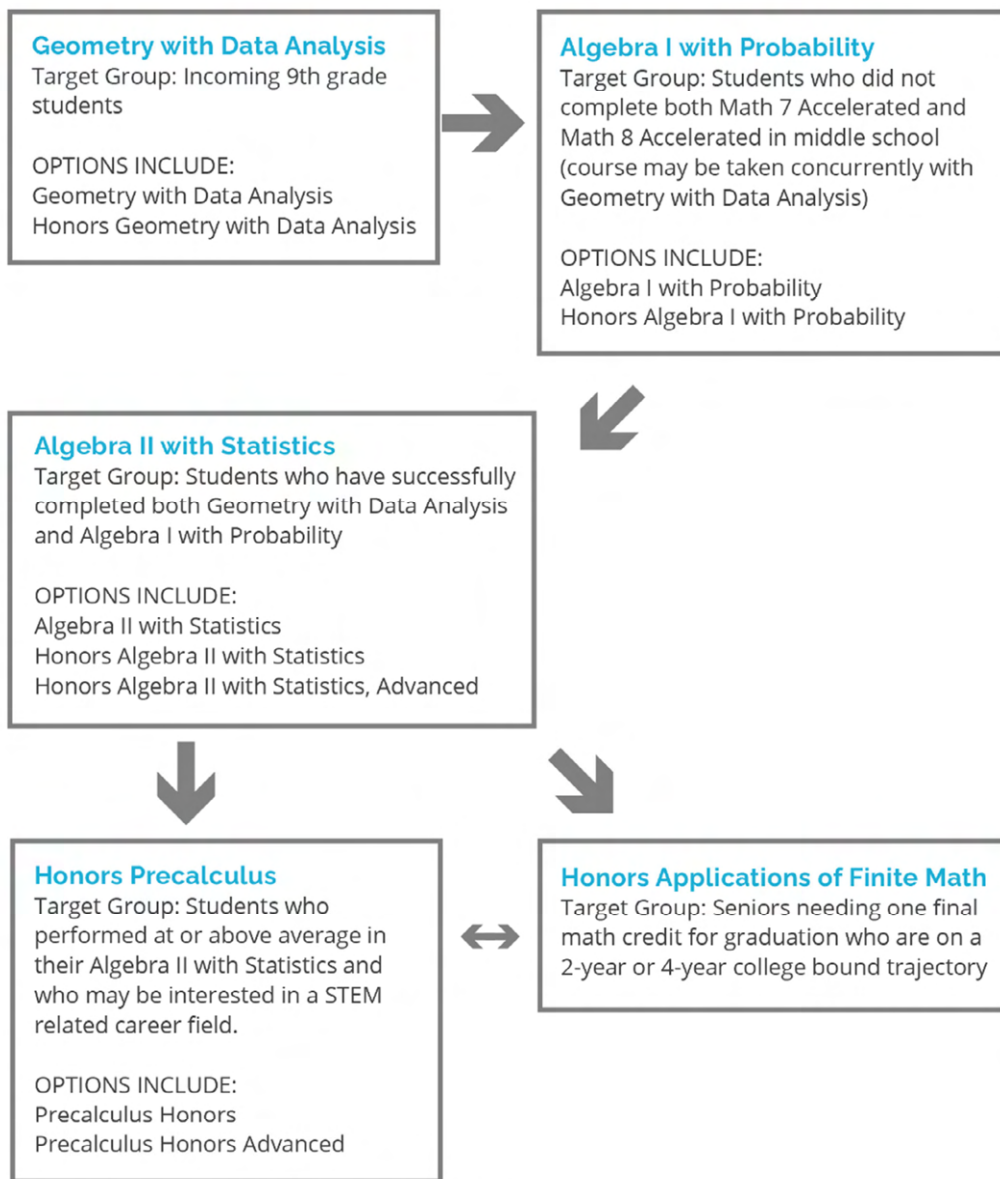 Geometry with Data Analysis
Target Group: Incoming 9th grade
students
OPTIONS INCLUDE:
Geometry with Data Analysis
Honors Geometry with Data Analysis
Algebra I with Probability
Target Group: Students who did not
complete both Math 7 Accelerated and
Math 8 Accelerated in middle school
(course may be taken concurrently with
Geometry with Data Analysis)
OPTIONS INCLUDE:
Algebra I with Probability
Honors Algebra I with Probability
Algebra II with Statistics
Target Group: Students who have successfully
completed both Geometry with Data Analysis
and Algebra I with Probability
OPTIONS INCLUDE:
Algebra II with Statistics
Honors Algebra II with Statistics
Honors Algebra II with Statistics, Advanced
Honors Precalculus
Target Group: Students who
performed at or above average in
their Algebra II with Statistics and
who may be interested in a STEM
related career field.
OPTIONS INCLUDE:
Precalculus Honors
Precalculus Honors Advanced
Honors Applications of Finite Math
Target Group: Seniors needing one final
math credit for graduation who are on a
2-year or 4-year college bound trajectory